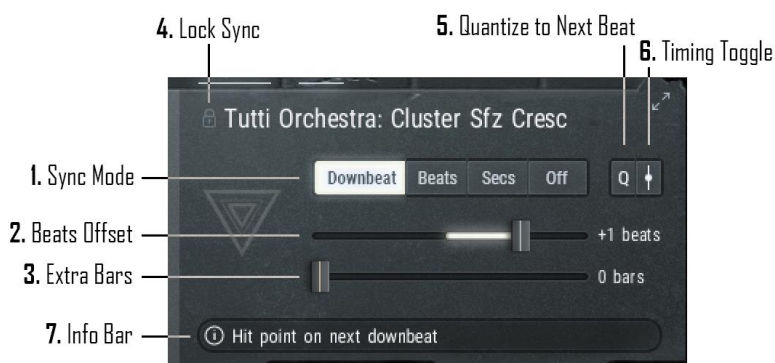 4. Lock Sync
5. Quantize to Next Beat
6. Timing Toggle
Tutti Orchestra: Cluster Sfz Cresc
1. Sync Mode
Downbeat Beats Secs Off Q
2. Beats Offset
+1 beats
3. Extra Bars
0 bars
7. Info Bar
Hit point on next downbeat